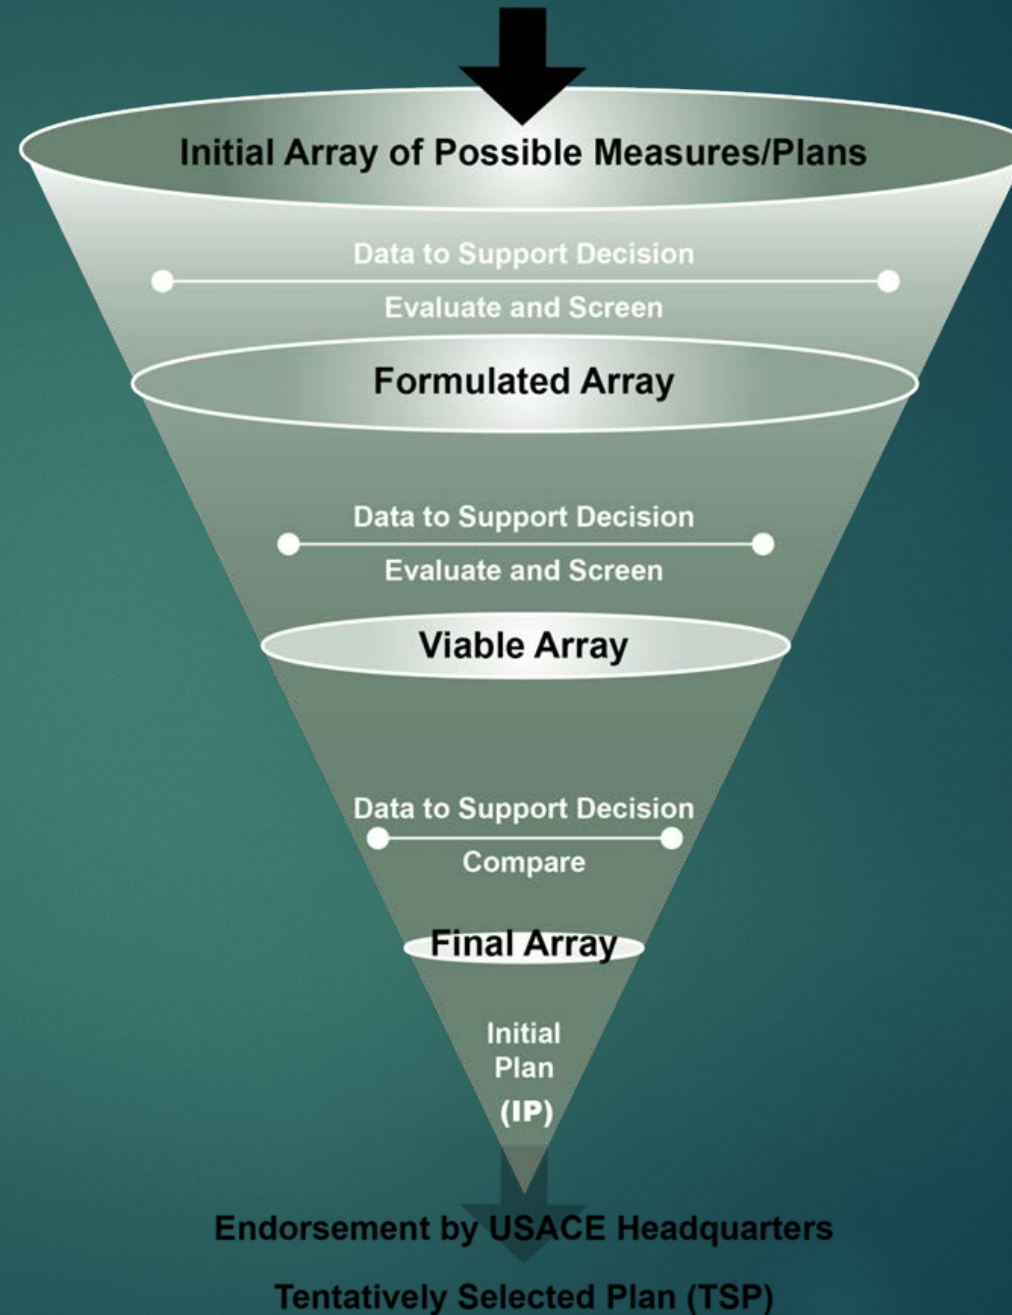 Initial Array of Possible Measures/Plans
Data to Support Decision
Evaluate and Screen
Formulated Array
Data to Support Decision
Evaluate and Screen
Viable Array
Data to Support Decision
Compare
Final Array
Initial
Plan
(IP)
Endorsement by USACE Headquarters
Tentatively Selected Plan (TSP)